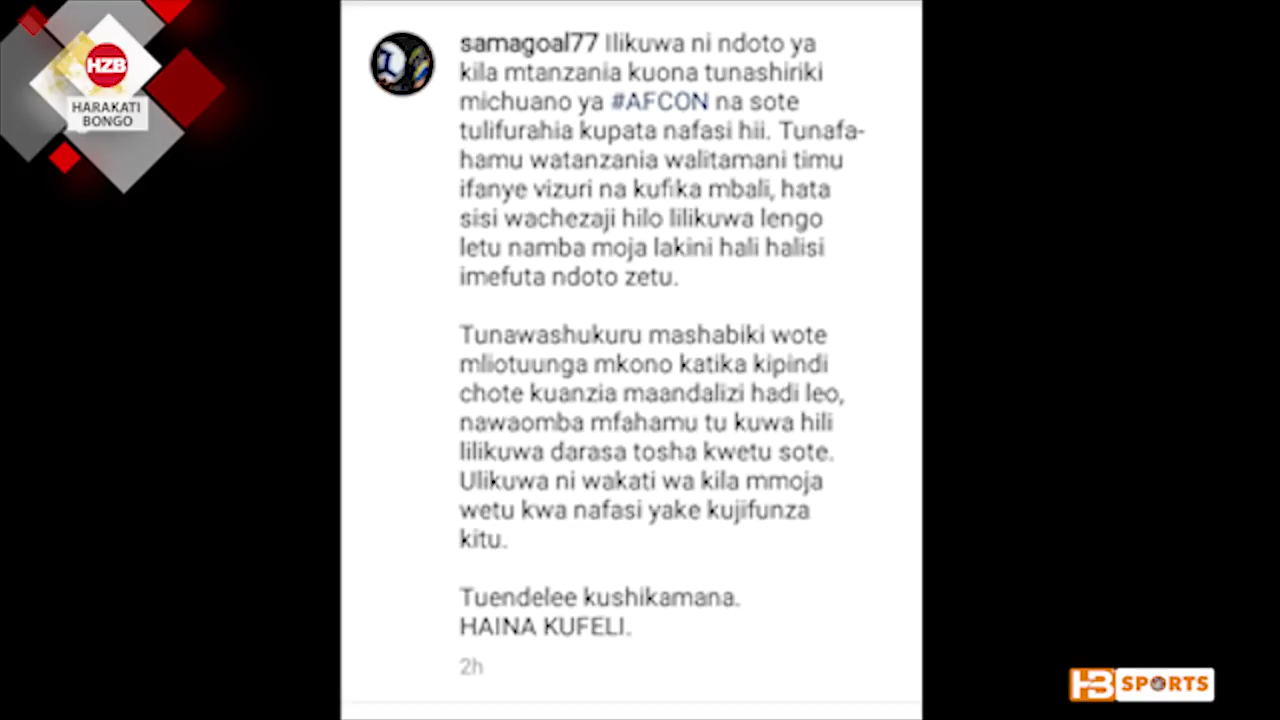 HZB
HARAKATI
BONGO
samagoal77 Ilikuwa ni ndoto ya
kila mtanzania kuona tunashiriki
michuano ya #AFCON na sote
tulifurahia kupata nafasi hii. Tunafa-
hamu watanzania walitamani timu
ifanye vizuri na kufika mbali, hata
sisi wachezaji hilo lilikuwa lengo
letu namba moja lakini hali halisi
imefuta ndoto zetu.
Tunawashukuru mashabiki wote
mliotuunga mkono katika kipindi
chote kuanzia maandalizi hadi leo,
nawaomba mfahamu tu kuwa hili
lilikuwa darasa tosha kwetu sote.
Ulikuwa ni wakati wa kila mmoja
wetu kwa nafasi yake kujifunza
kitu.
Tuendelee kushikamana.
HAINA KUFELI.
2h
HB SPORTS